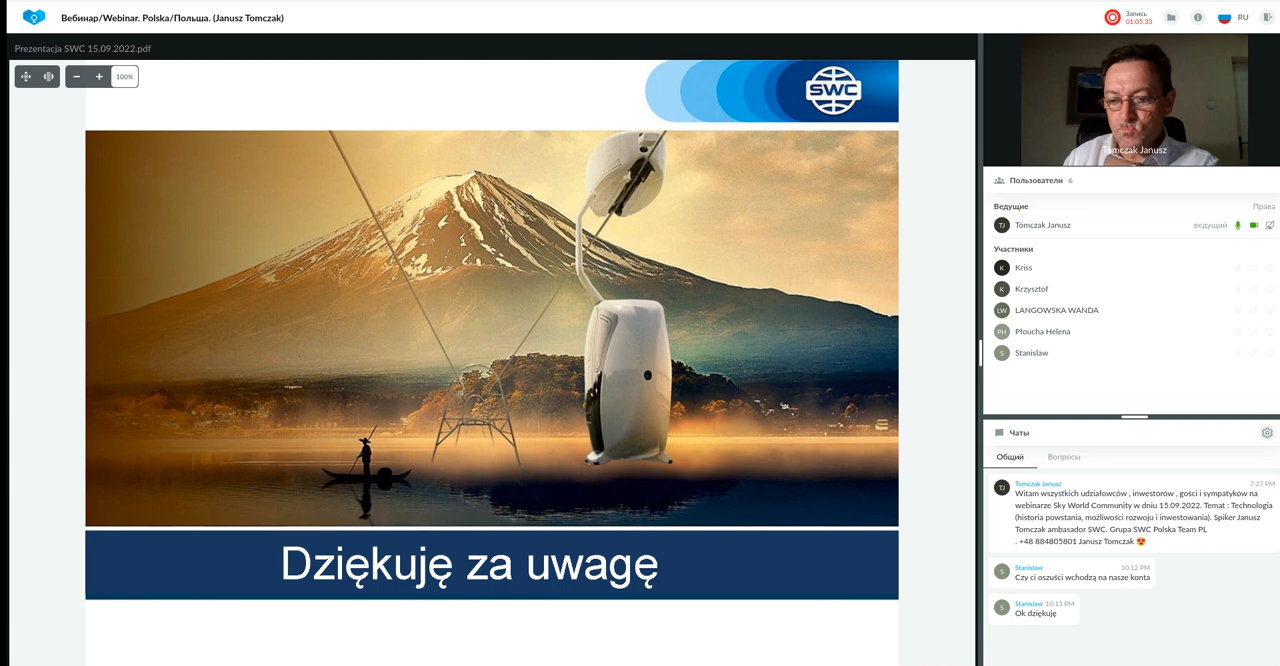 Вебинар/Webinar. Polska/Польша. (Janusz Tomczak)
Запись
01:05:33
RU
Prezentacja SWC 15.09.2022.pdf
100%
SWC
Tomczak Janusz
Dziękuję za uwagę
Пользователи 6
Ведущие
Права
TJ Tomczak Janusz ведущий
Участники
K Kriss
K Krzysztof
LW LANGOWSKA WANDA
PH Płoucha Helena
S Stanislaw
Чаты
Общий Вопросы
TJ Tomczak Janusz 7:27 PM
Witam wszystkich udziałowców , inwestorów , gości i sympatyków na
webinarze Sky World Community w dniu 15.09.2022. Temat : Technologia
(historia powstania, możliwości rozwoju i inwestowania). Spiker Janusz
Tomczak ambasador SWC. Grupa SWC Polska Team PL
. +48 884805801 Janusz Tomczak 😍
S Stanislaw 10:12 PM
Czy ci oszuści wchodzą na nasze konta
S Stanislaw 10:13 PM
Ok dziękuję